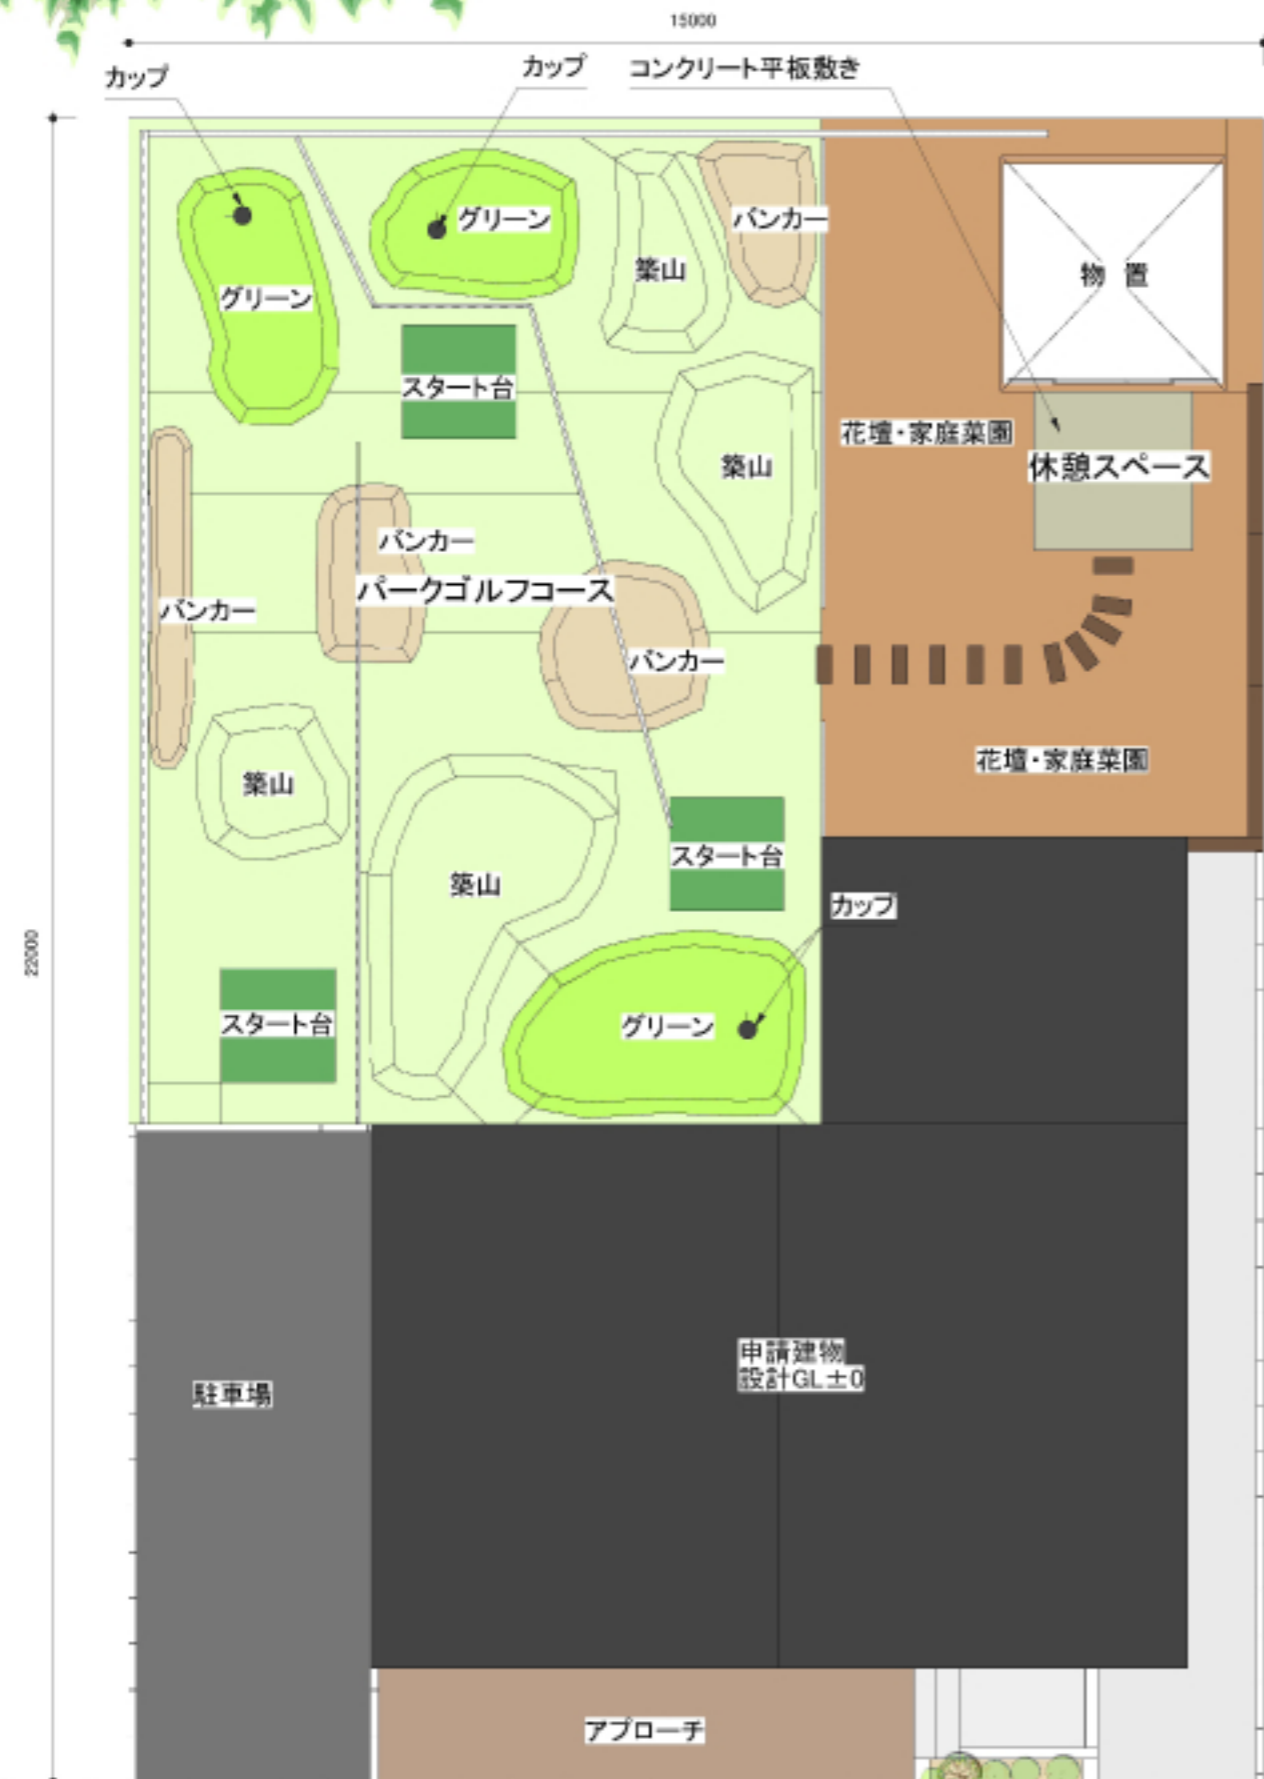 15000
カップ
カップ
コンクリート平板敷き
グリーン
バンカー
築山
物 置
グリーン
スタート台
花壇・家庭菜園
築山
休憩スペース
バンカー
パークゴルフコース
バンカー
バンカー
花壇・家庭菜園
築山
スタート台
築山
カップ
22000
スタート台
グリーン
申請建物
設計GL±0
駐車場
アプローチ